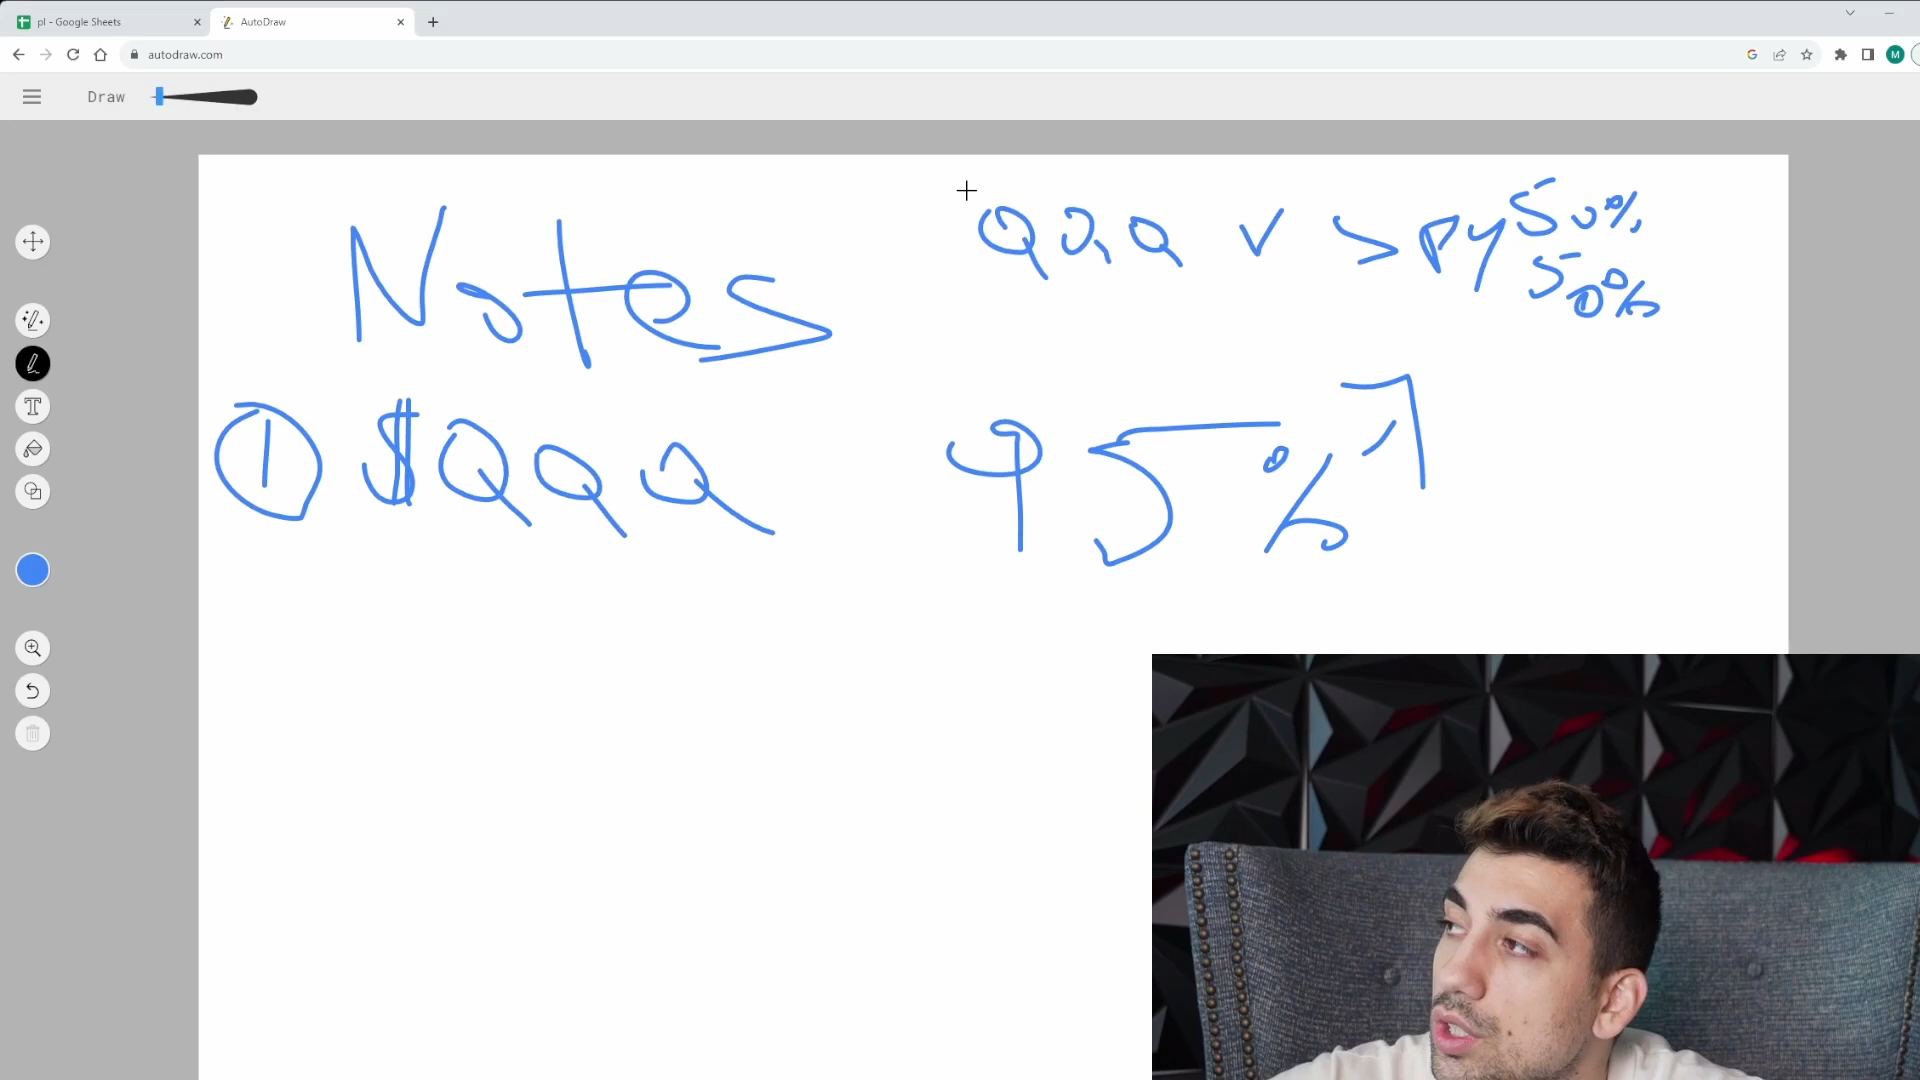 pl - Google Sheets
AutoDraw
autodraw.com
M
Draw
Notes
QQQ V SPY 50%
50%
1 $QQQ 95%
T